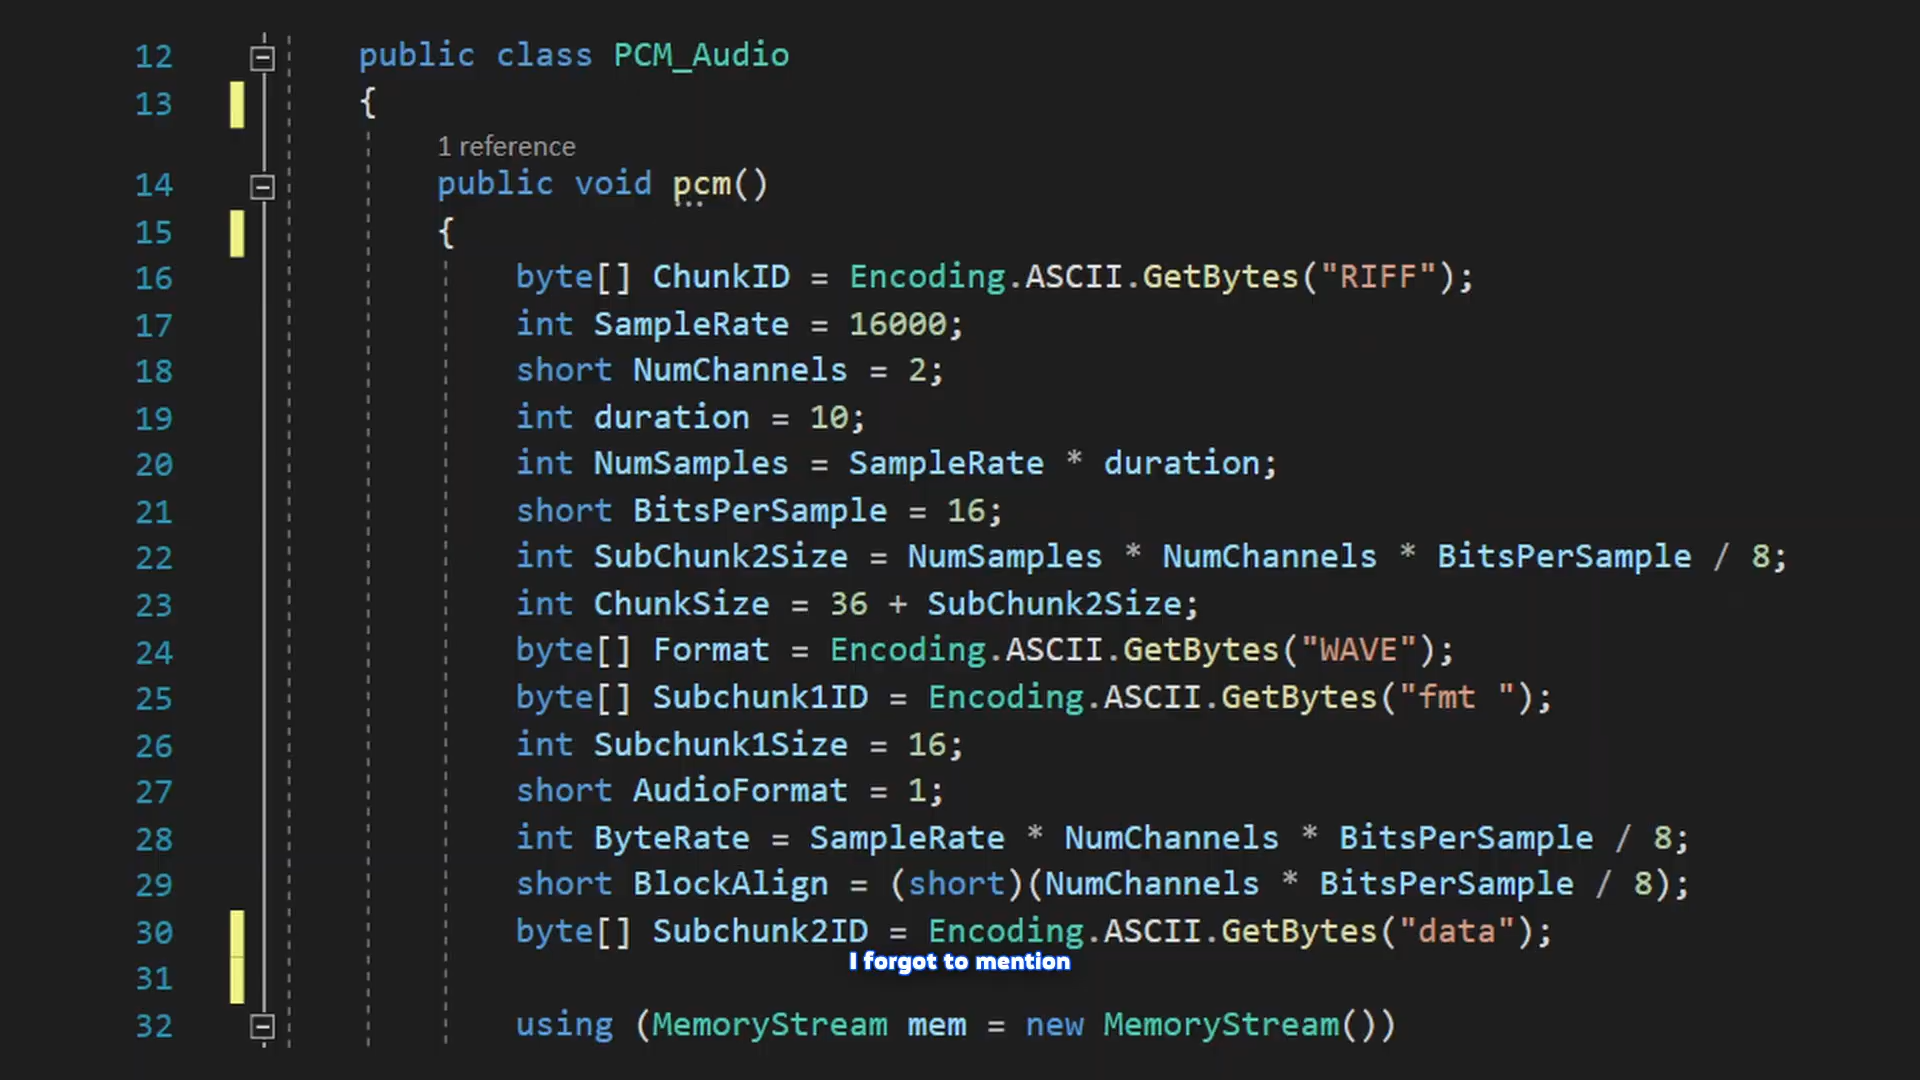 12 public class PCM_Audio
13 {
1 reference
14 public void pcm()
15 {
16 byte[] ChunkID = Encoding.ASCII.GetBytes("RIFF");
17 int SampleRate = 16000;
18 short NumChannels = 2;
19 int duration = 10;
20 int NumSamples = SampleRate * duration;
21 short BitsPerSample = 16;
22 int SubChunk2Size = NumSamples * NumChannels * BitsPerSample / 8;
23 int ChunkSize = 36 + SubChunk2Size;
24 byte[] Format = Encoding.ASCII.GetBytes("WAVE");
25 byte[] Subchunk1ID = Encoding.ASCII.GetBytes("fmt ");
26 int Subchunk1Size = 16;
27 short AudioFormat = 1;
28 int ByteRate = SampleRate * NumChannels * BitsPerSample / 8;
29 short BlockAlign = (short)(NumChannels * BitsPerSample / 8);
30 byte[] Subchunk2ID = Encoding.ASCII.GetBytes("data");
I forgot to mention
31
32 using (MemoryStream mem = new MemoryStream())